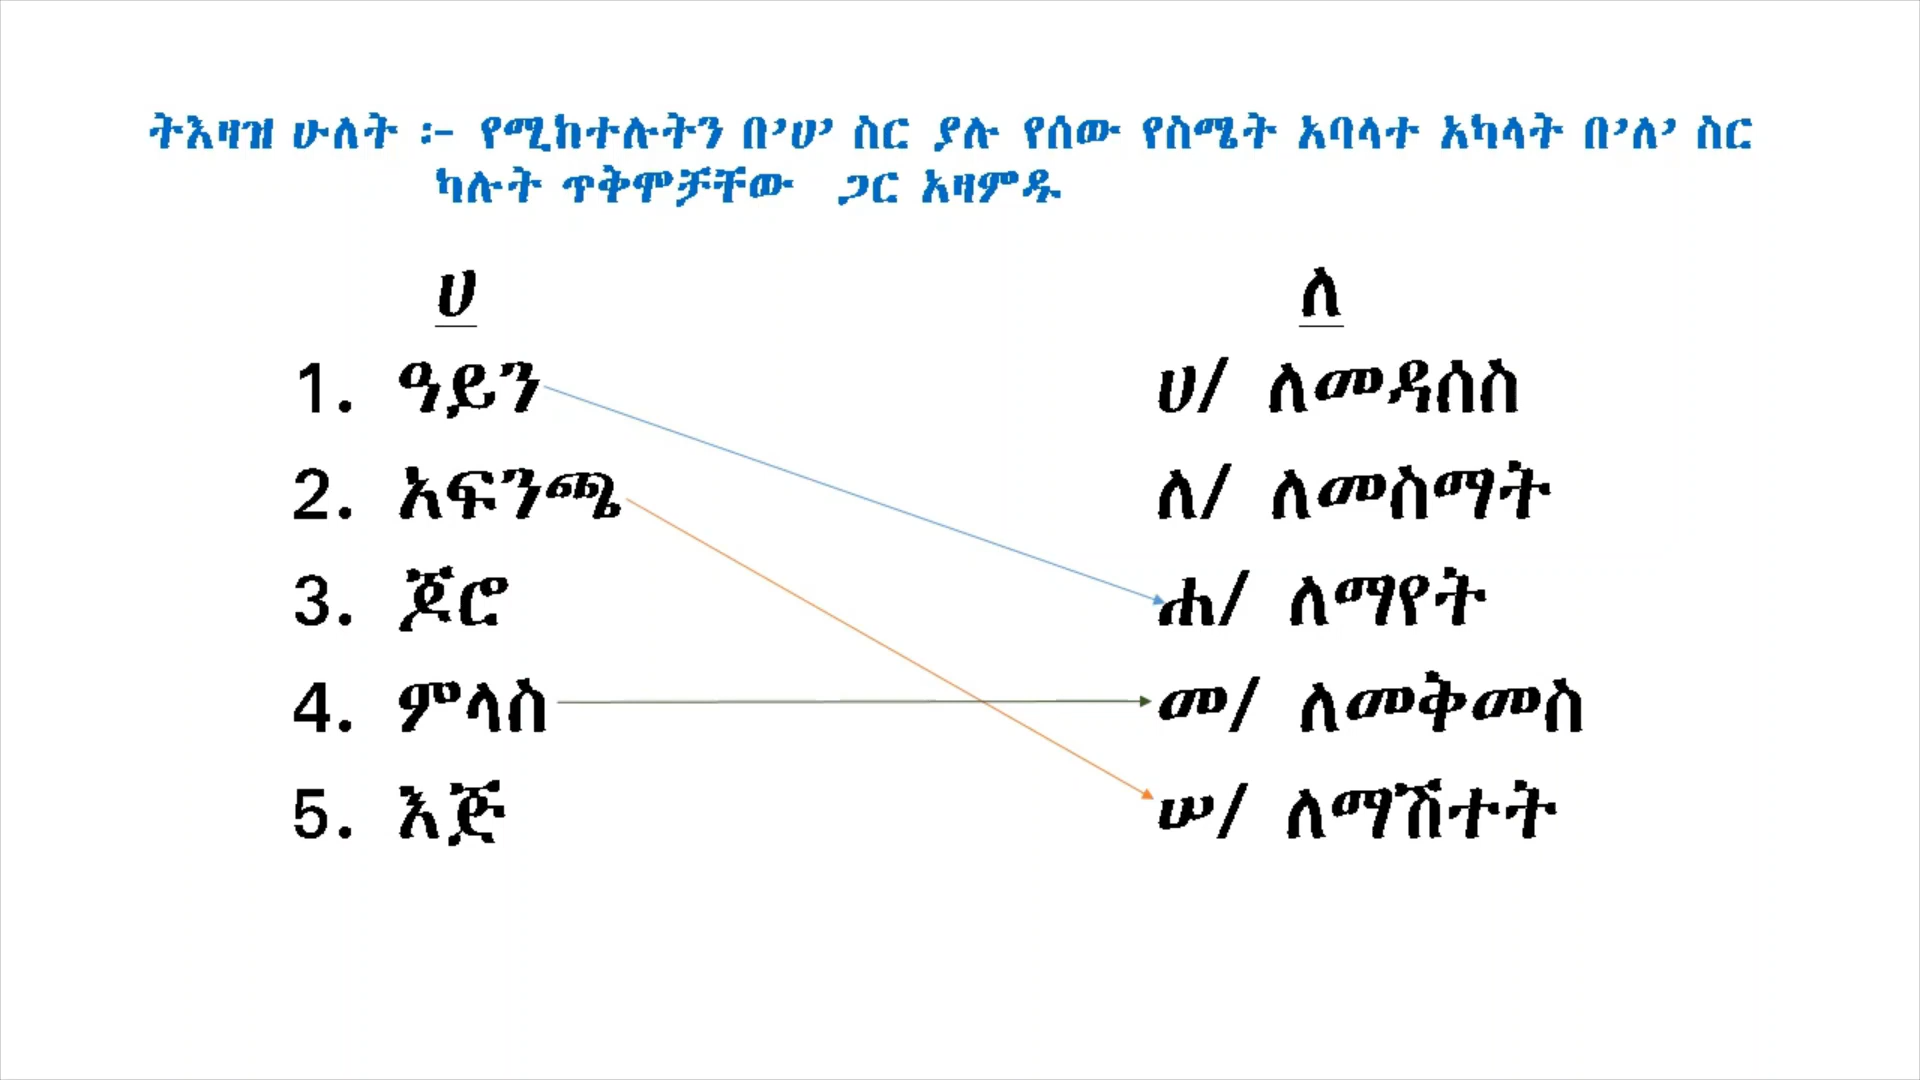 ትእዛዝ ሁለት ፡- የሚከተሉትን በ’ሀ’ ስር ያሉ የሰው የስሜት አባላተ አካላት በ’ለ’ ስር
ካሉት ጥቅሞቻቸው ጋር አዛምዱ
ሀ ለ
1. ዓይን ሀ/ ለመዳሰስ
2. አፍንጫ ለ/ ለመስማት
3. ጆሮ ሐ/ ለማየት
4. ምላስ መ/ ለመቅመስ
5. እጅ ሠ/ ለማሽተት